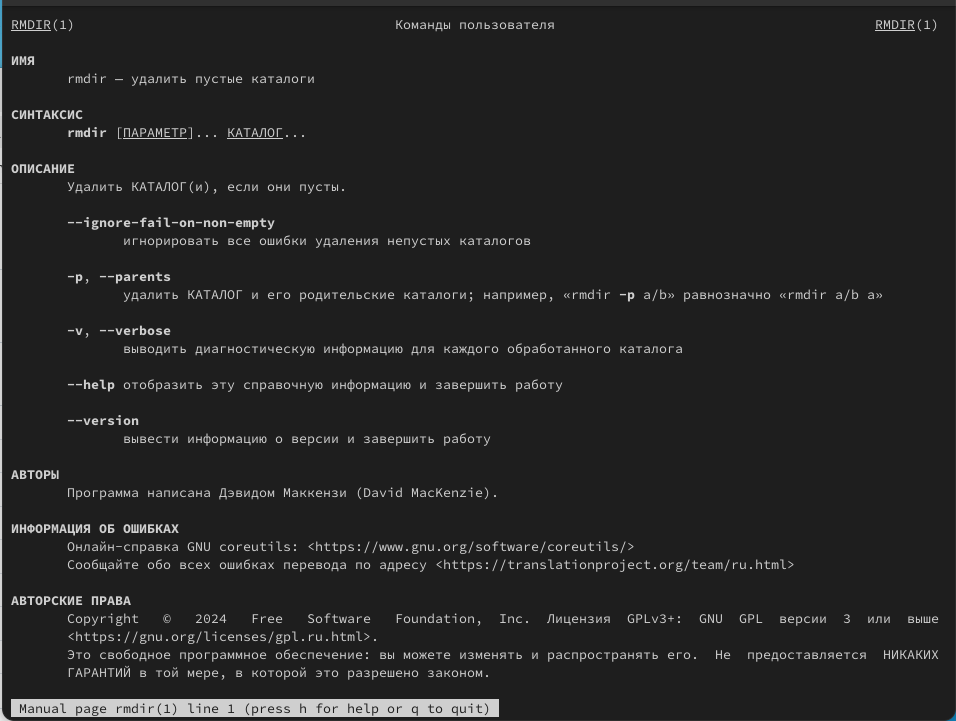 RMDIR(1) Команды пользователя RMDIR(1)
ИМЯ
rmdir — удалить пустые каталоги
СИНТАКСИС
rmdir [ПАРАМЕТР]... КАТАЛОГ...
ОПИСАНИЕ
Удалить КАТАЛОГ(и), если они пусты.
--ignore-fail-on-non-empty
игнорировать все ошибки удаления непустых каталогов
-p, --parents
удалить КАТАЛОГ и его родительские каталоги; например, «rmdir -p a/b» равнозначно «rmdir a/b a»
-v, --verbose
выводить диагностическую информацию для каждого обработанного каталога
--help отобразить эту справочную информацию и завершить работу
--version
вывести информацию о версии и завершить работу
АВТОРЫ
Программа написана Дэвидом Маккензи (David MacKenzie).
ИНФОРМАЦИЯ ОБ ОШИБКАХ
Онлайн-справка GNU coreutils: <https://www.gnu.org/software/coreutils/>
Сообщайте обо всех ошибках перевода по адресу <https://translationproject.org/team/ru.html>
АВТОРСКИЕ ПРАВА
Copyright © 2024 Free Software Foundation, Inc. Лицензия GPLv3+: GNU GPL версии 3 или выше
<https://gnu.org/licenses/gpl.ru.html>.
Это свободное программное обеспечение: вы можете изменять и распространять его. Не предоставляется НИКАКИХ
ГАРАНТИЙ в той мере, в которой это разрешено законом.
Manual page rmdir(1) line 1 (press h for help or q to quit)